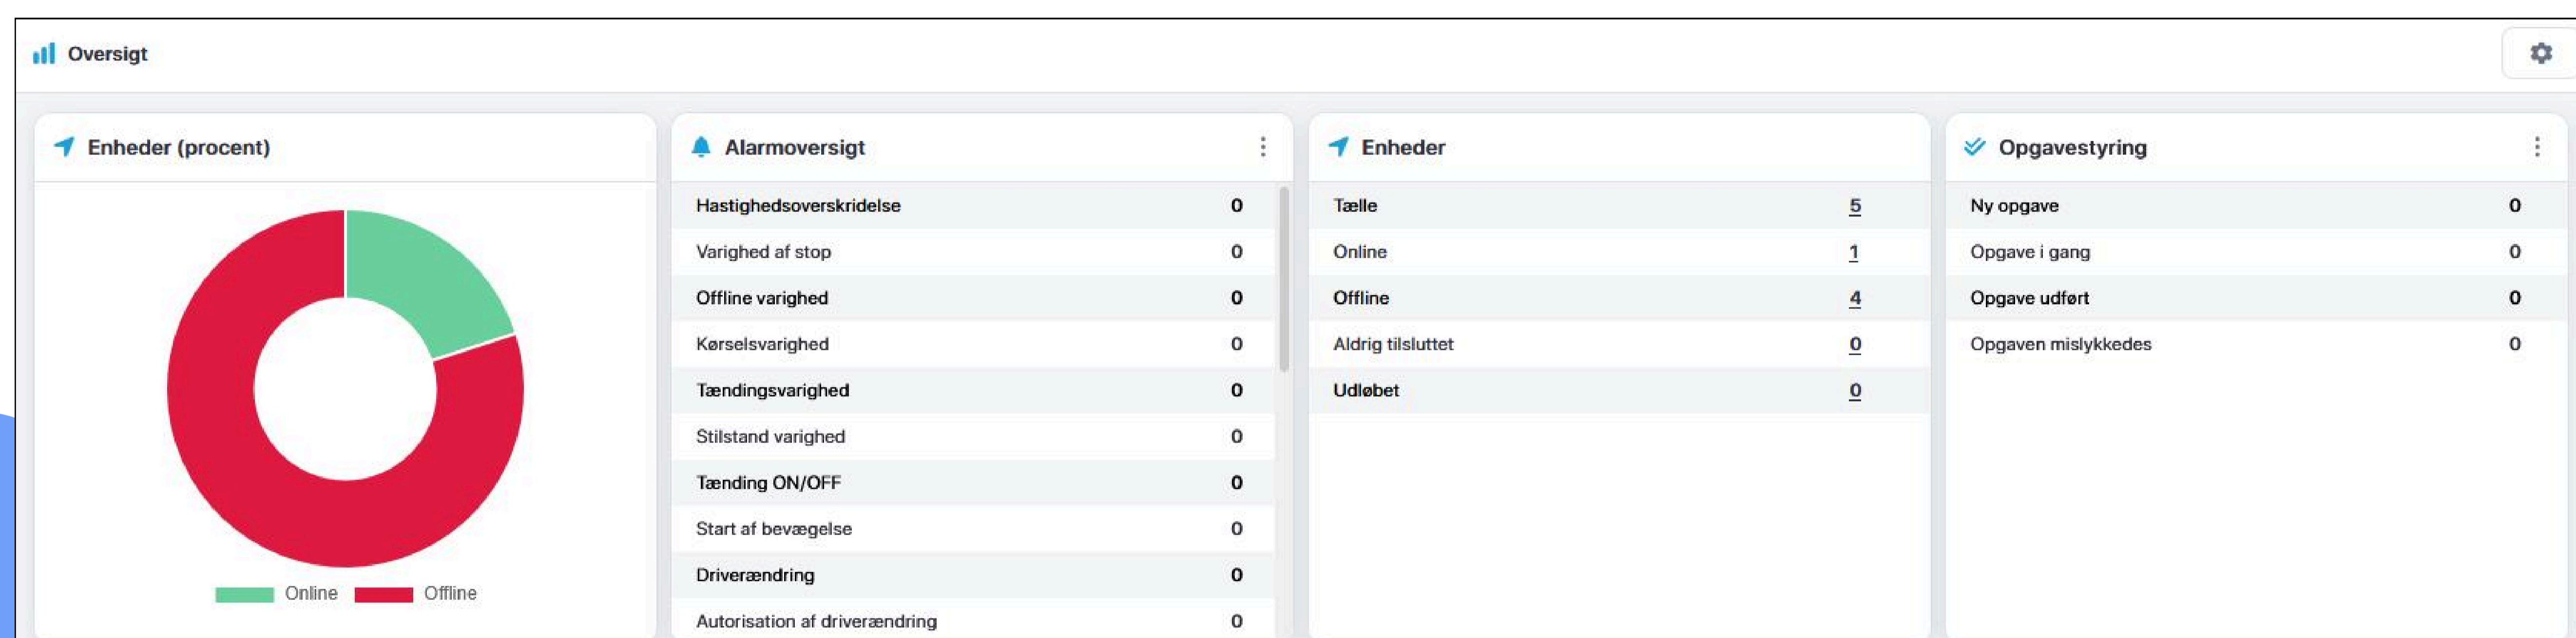 Oversigt
Enheder (procent)
Online Offline
Alarmoversigt
Hastighedsoverskridelse 0
Varighed af stop 0
Offline varighed 0
Kørselsvarighed 0
Tændingsvarighed 0
Stilstand varighed 0
Tænding ON/OFF 0
Start af bevægelse 0
Driverændring 0
Autorisation af driverændring 0
Enheder
Tælle 5
Online 1
Offline 4
Aldrig tilsluttet 0
Udløbet 0
Opgavestyring
Ny opgave 0
Opgave i gang 0
Opgave udført 0
Opgaven mislykkedes 0